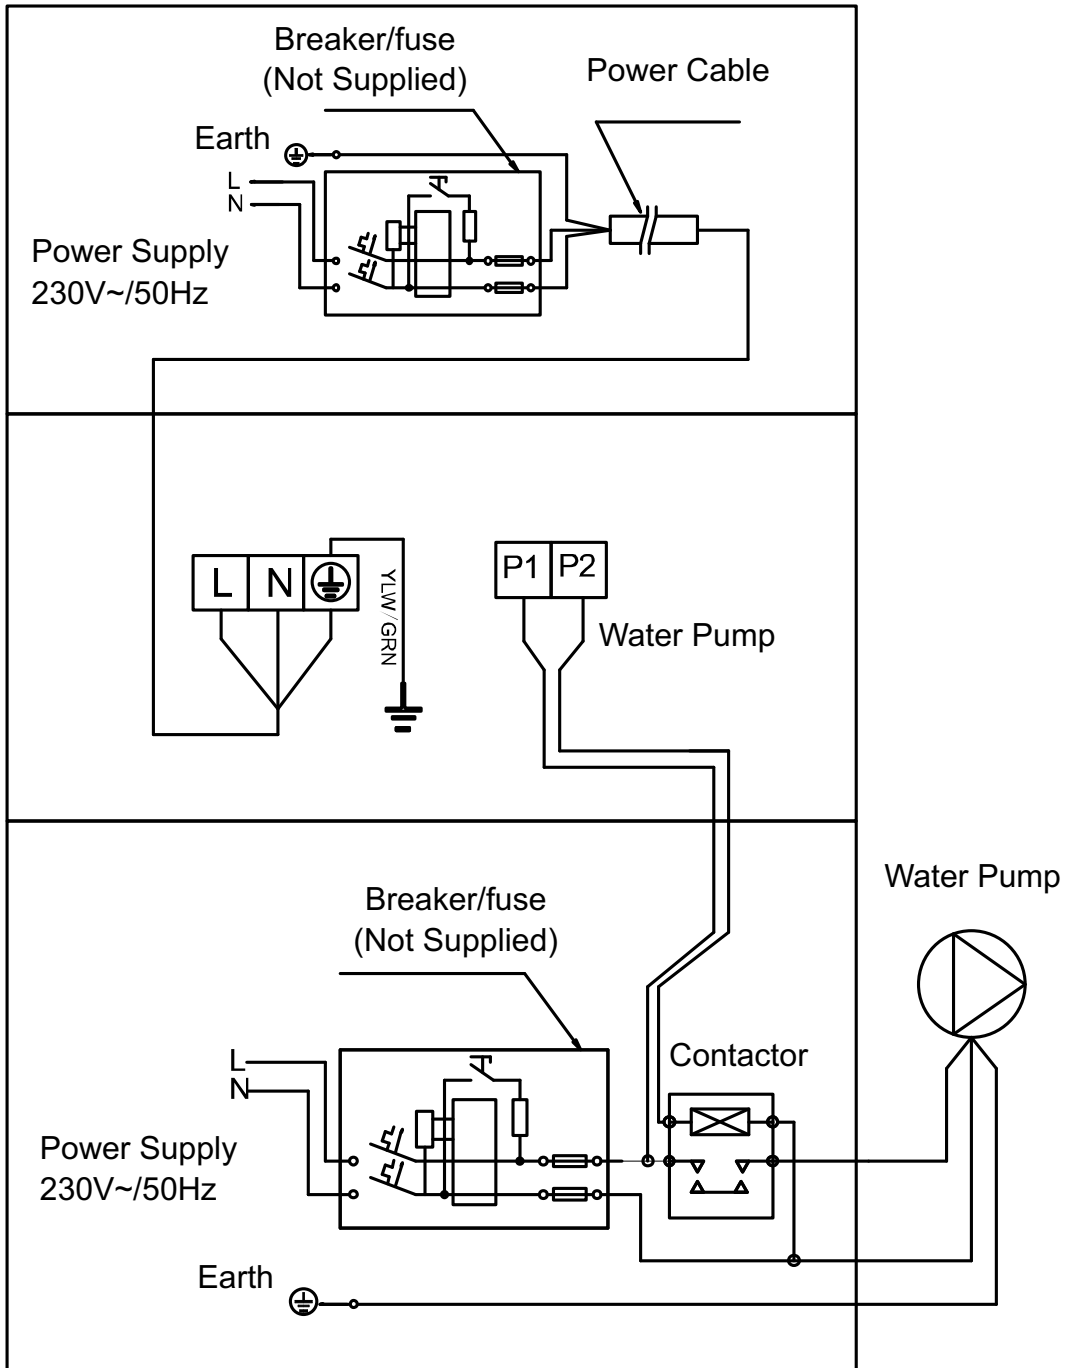 Breaker/fuse
(Not Supplied)
Power Cable
Earth
L
N
Power Supply
230V~/50Hz
L N
YLW/GRN
P1 P2
Water Pump
Water Pump
Breaker/fuse
(Not Supplied)
Contactor
L
N
Power Supply
230V~/50Hz
Earth